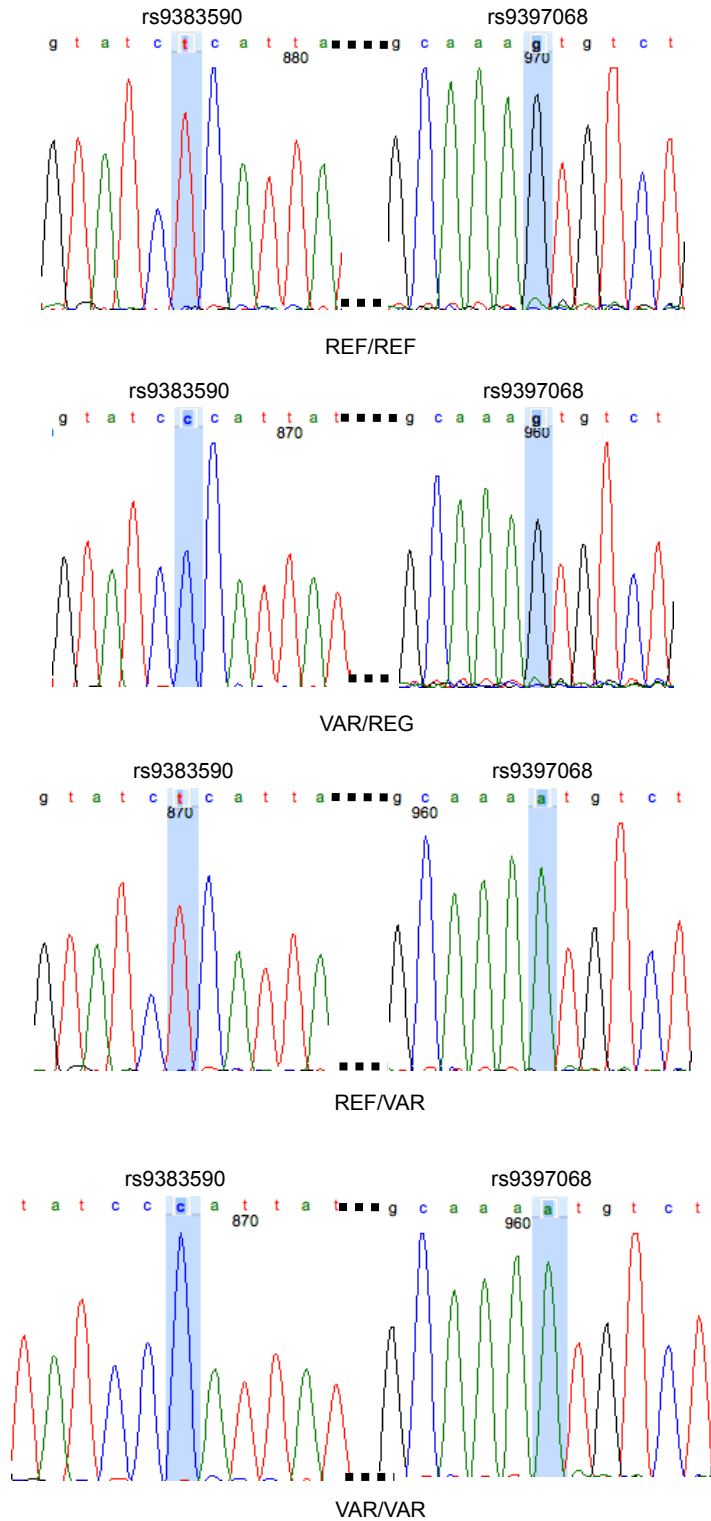 rs9383590 rs9397068
g t a t c t c a t t a g c a a a g t g t c t
880 970
REF/REF
rs9383590 rs9397068
g t a t c c c a t t a t g c a a a g t g t c t
870 960
VAR/REG
rs9383590 rs9397068
g t a t c t c a t t a g c a a a a t g t c t
870 960
REF/VAR
rs9383590 rs9397068
t a t c c c a t t a t g c a a a a t g t c t
870 960
VAR/VAR